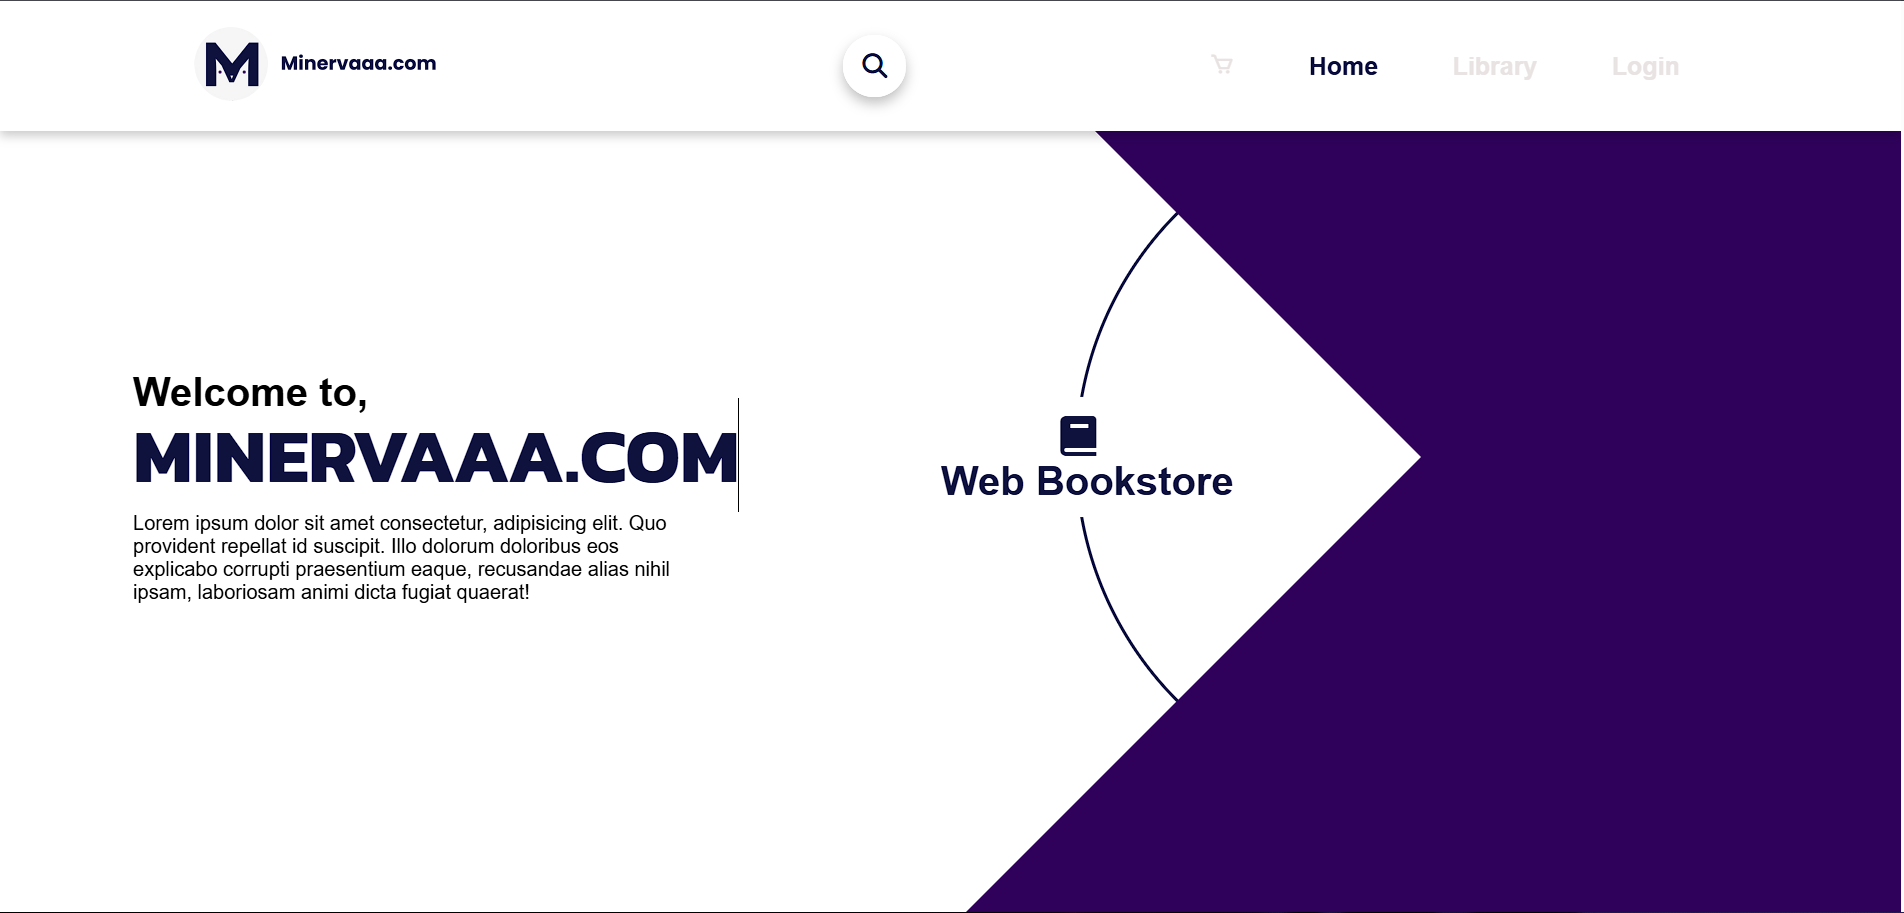 M Minervaaa.com
Home Library Login
Welcome to,
MINERVAAA.COM
Lorem ipsum dolor sit amet consectetur, adipisicing elit. Quo
provident repellat id suscipit. Illo dolorum doloribus eos
explicabo corrupti praesentium eaque, recusandae alias nihil
ipsam, laboriosam animi dicta fugiat quaerat!
Web Bookstore